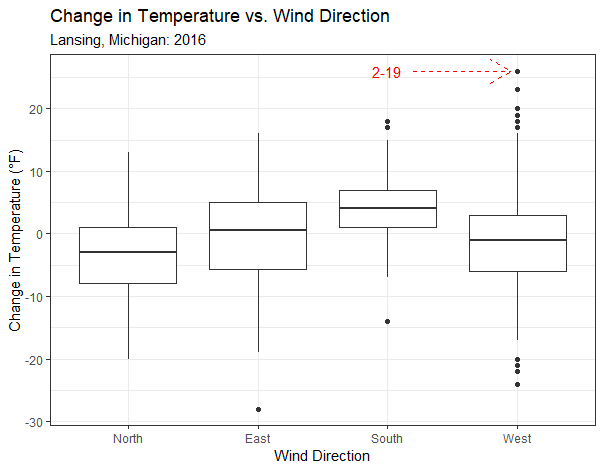 Change in Temperature vs. Wind Direction
Lansing, Michigan: 2016
2-19
Change in Temperature (°F)
20
10
0
-10
-20
-30
North East South West
Wind Direction